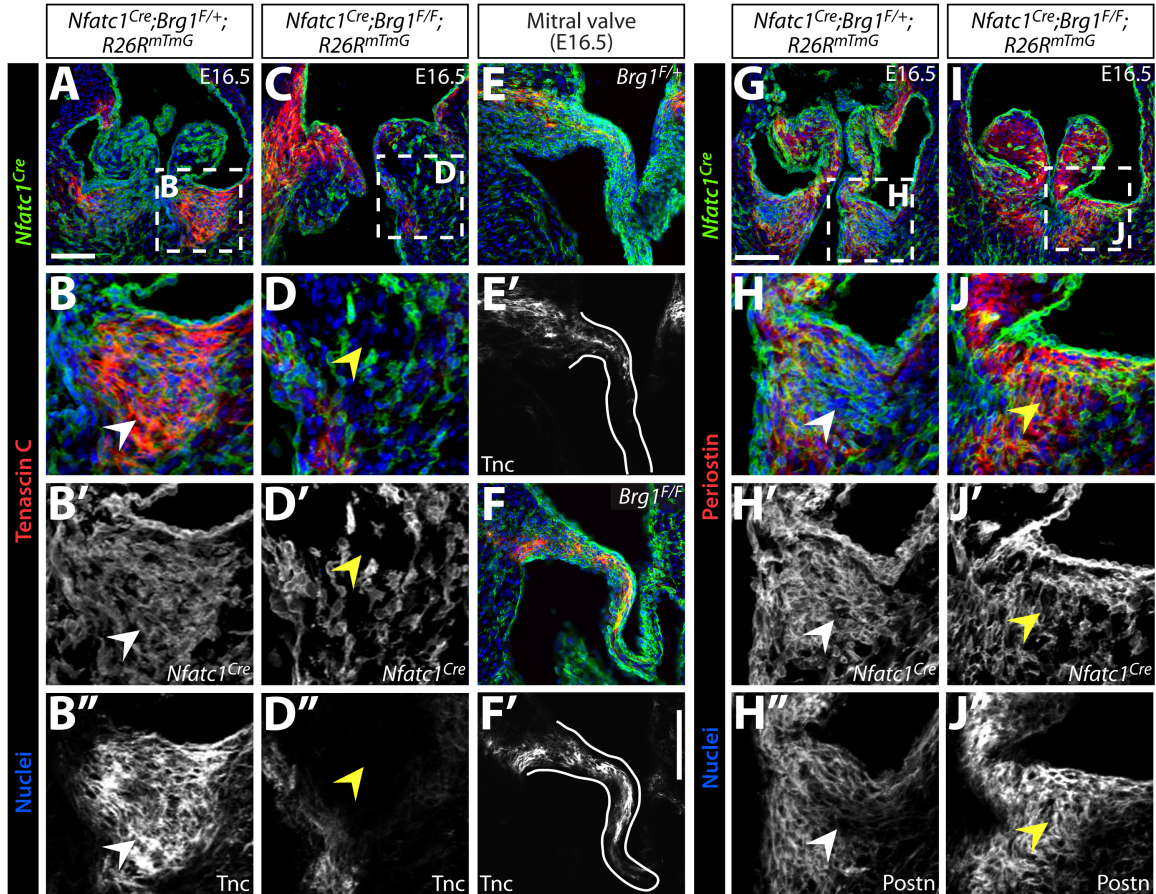 Nfatc1Cre;Brg1F/+;
R26RmTmG
Nfatc1Cre;Brg1F/F;
R26RmTmG
Mitral valve
(E16.5)
Nfatc1Cre;Brg1F/+;
R26RmTmG
Nfatc1Cre;Brg1F/F;
R26RmTmG
Nfatc1Cre
Tenascin C
Nuclei
A
E16.5
B
C
E16.5
D
E
Brg1F/+
B
D
E′
Tnc
B′
Nfatc1Cre
D′
Nfatc1Cre
F
Brg1F/F
B″
Tnc
D″
Tnc
F′
Tnc
Nfatc1Cre
Periostin
Nuclei
G
E16.5
H
I
E16.5
J
H
J
H′
Nfatc1Cre
J′
Nfatc1Cre
H″
Postn
J″
Postn